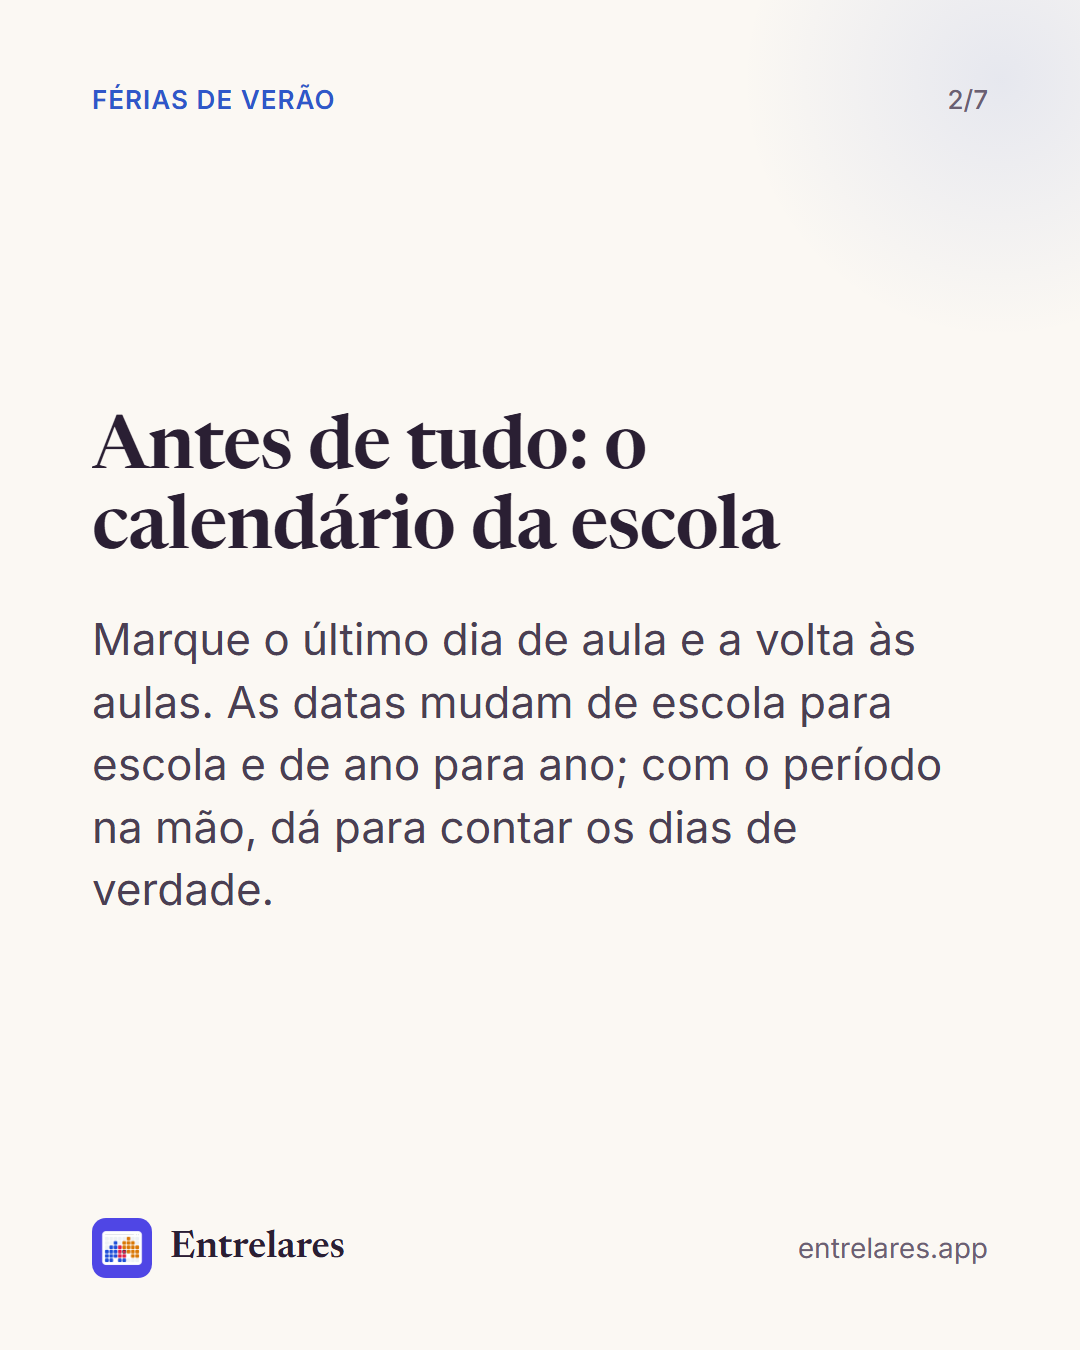 FÉRIAS DE VERÃO
2/7
Antes de tudo: o
calendário da escola
Marque o último dia de aula e a volta às
aulas. As datas mudam de escola para
escola e de ano para ano; com o período
na mão, dá para contar os dias de
verdade.
Entrelares
entrelares.app